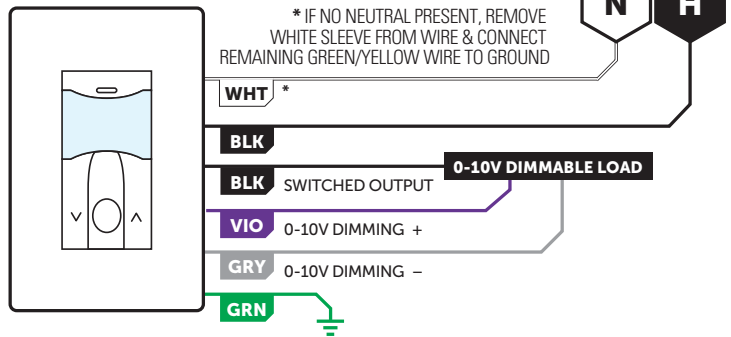 * IF NO NEUTRAL PRESENT, REMOVE
WHITE SLEEVE FROM WIRE & CONNECT
REMAINING GREEN/YELLOW WIRE TO GROUND
N
H
WHT *
BLK
BLK SWITCHED OUTPUT
0-10V DIMMABLE LOAD
VIO 0-10V DIMMING +
GRY 0-10V DIMMING –
GRN